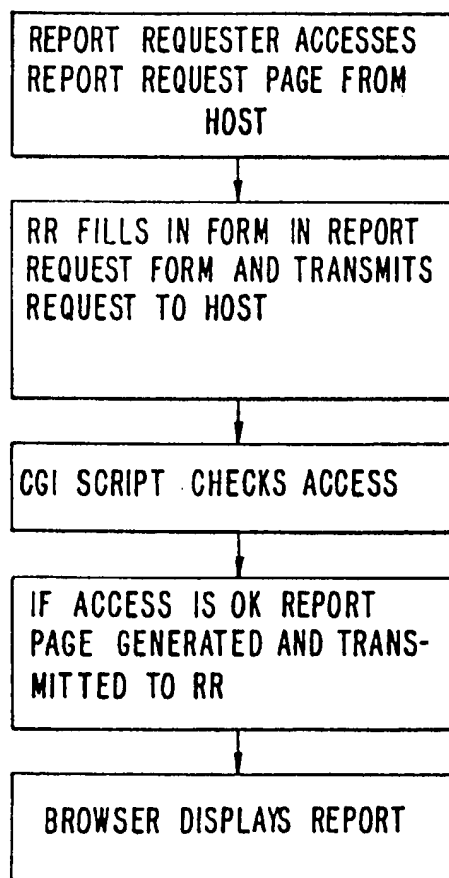 REPORT REQUESTER ACCESSES
REPORT REQUEST PAGE FROM
HOST
RR FILLS IN FORM IN REPORT
REQUEST FORM AND TRANSMITS
REQUEST TO HOST
CGI SCRIPT CHECKS ACCESS
IF ACCESS IS OK REPORT
PAGE GENERATED AND TRANS-
MITTED TO RR
BROWSER DISPLAYS REPORT